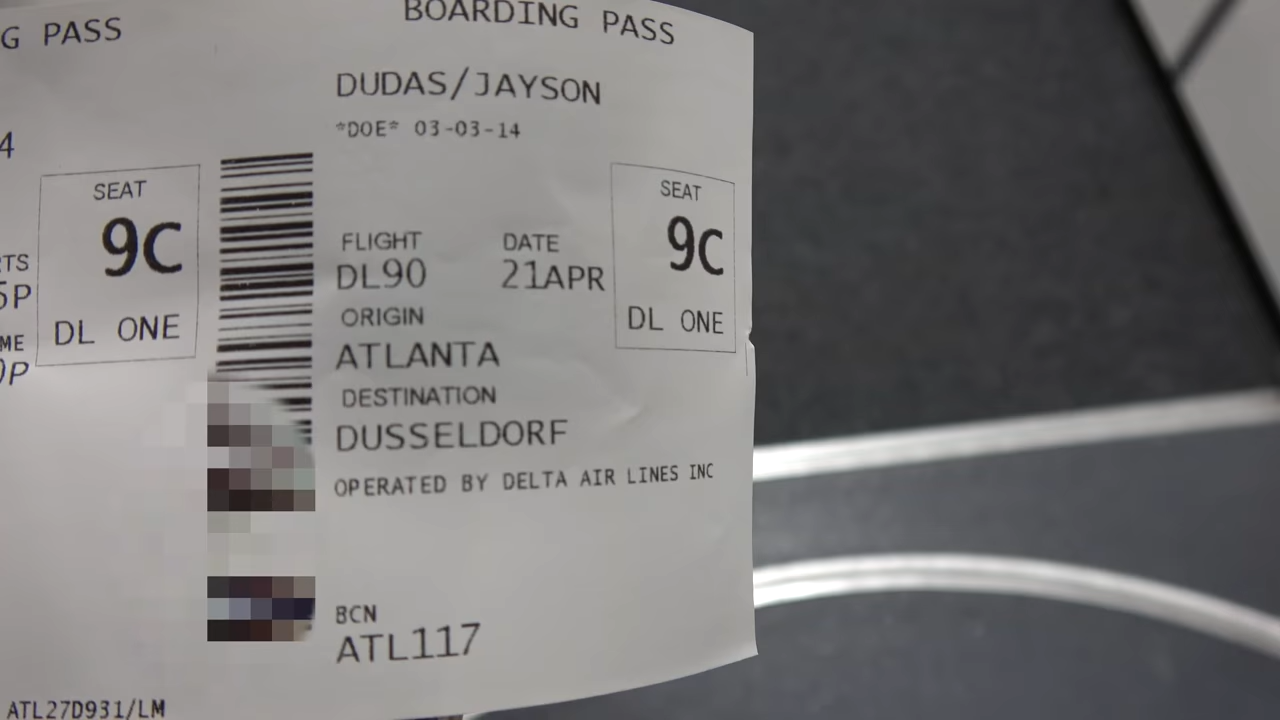 G PASS
4
SEAT
9C
DL ONE
RTS
5P
ME
0P
ATL27D931/LM
BOARDING PASS
DUDAS/JAYSON
*DOE* 03-03-14
FLIGHT DATE
DL90 21APR
SEAT
9C
DL ONE
ORIGIN
ATLANTA
DESTINATION
DUSSELDORF
OPERATED BY DELTA AIR LINES INC
BCN
ATL117